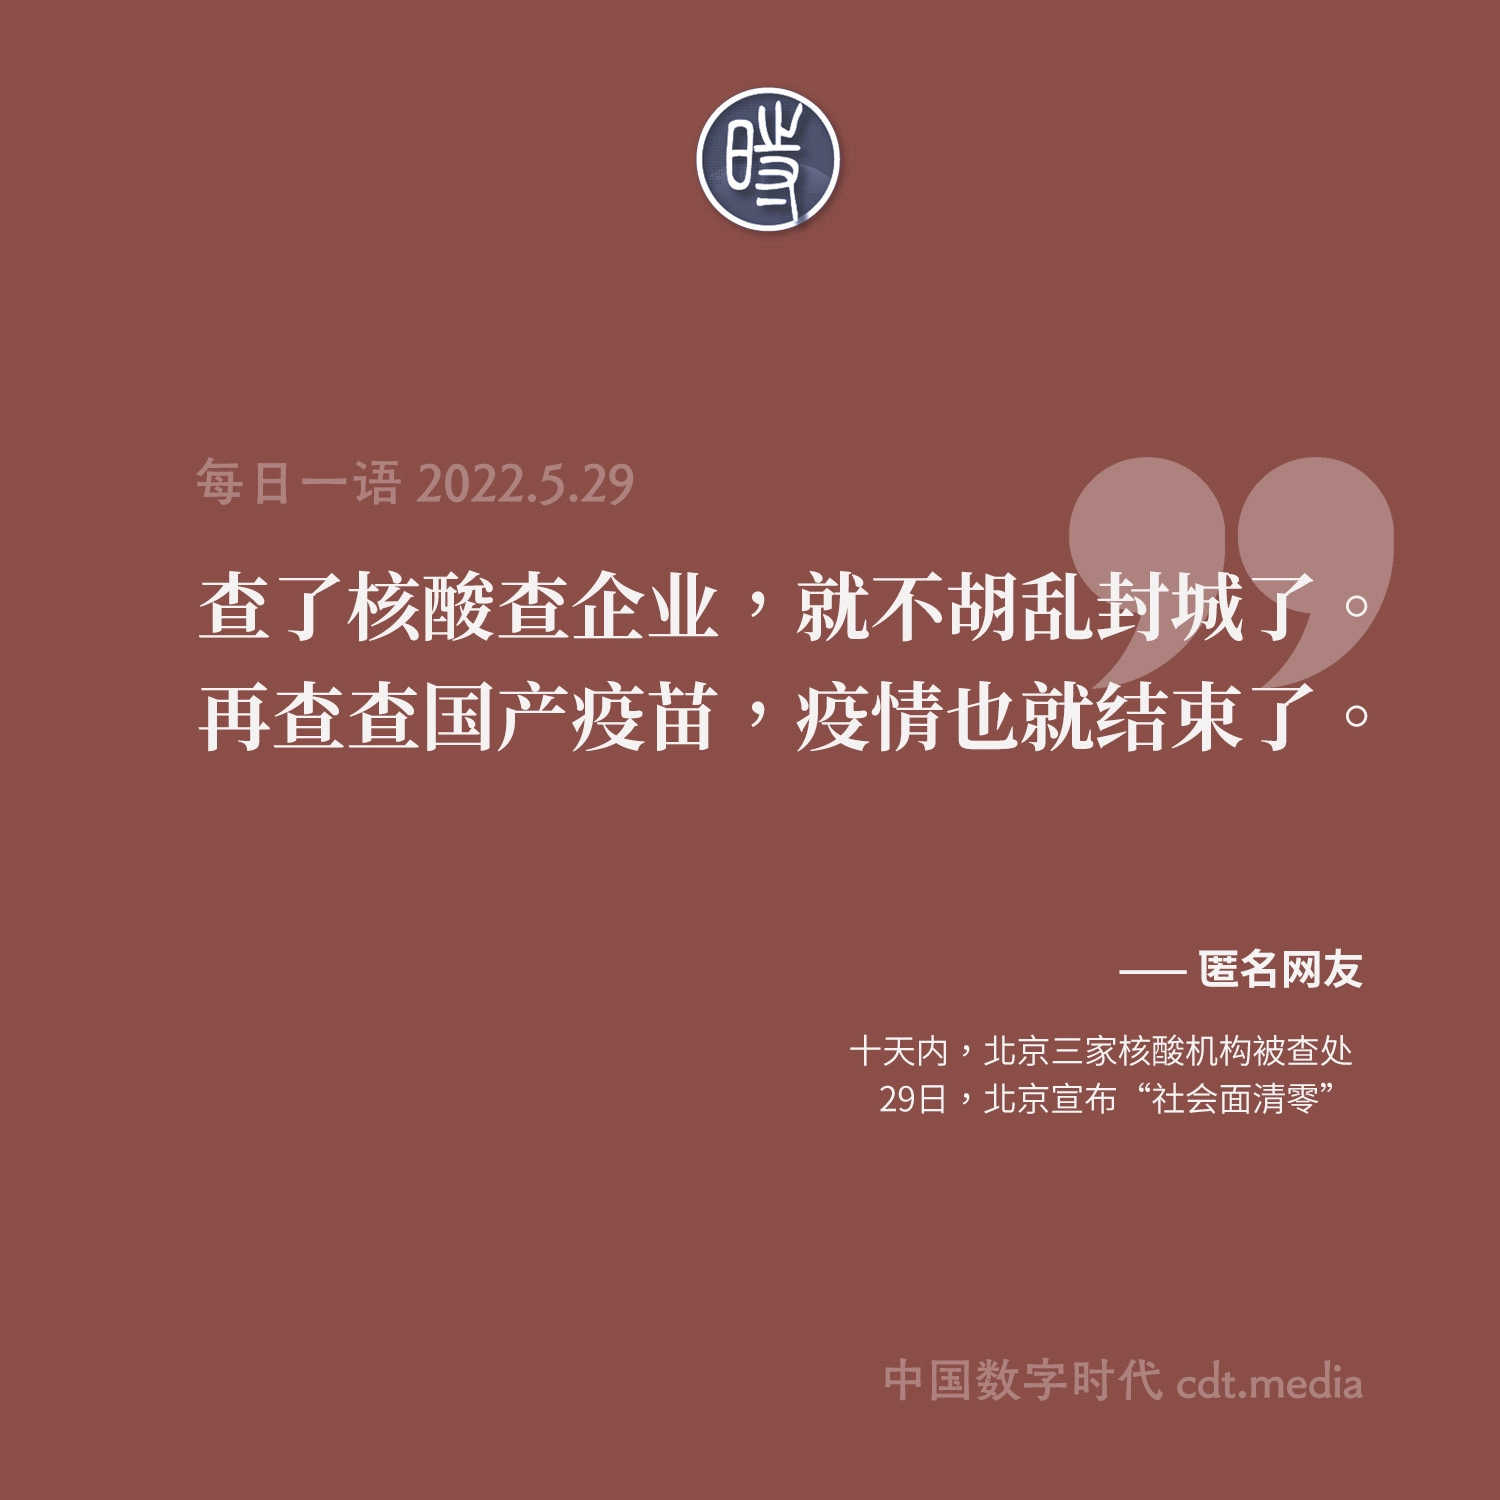 時
每日一语 2022.5.29
查了核酸查企业，就不胡乱封城了。
再查查国产疫苗，疫情也就结束了。
—— 匿名网友
十天内，北京三家核酸机构被查处
29日，北京宣布“社会面清零”
中国数字时代 cdt.media